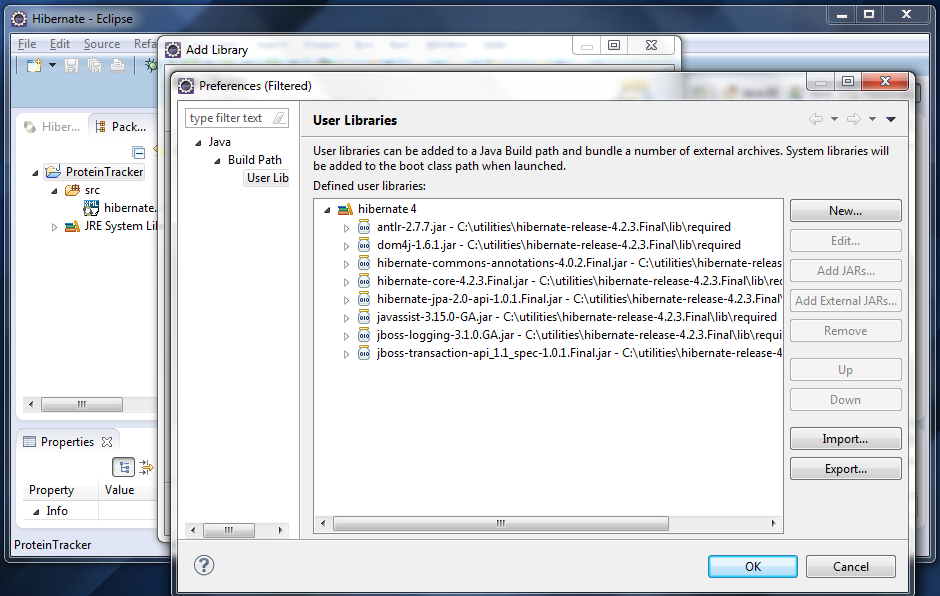 Hibernate - Eclipse
File Edit Source Refa
Add Library
Preferences (Filtered)
type filter text
Java
Build Path
User Lib
User Libraries
User libraries can be added to a Java Build path and bundle a number of external archives. System libraries will
be added to the boot class path when launched.
Defined user libraries:
hibernate 4
antlr-2.7.7.jar - C:\utilities\hibernate-release-4.2.3.Final\lib\required
dom4j-1.6.1.jar - C:\utilities\hibernate-release-4.2.3.Final\lib\required
hibernate-commons-annotations-4.0.2.Final.jar - C:\utilities\hibernate-releas
hibernate-core-4.2.3.Final.jar - C:\utilities\hibernate-release-4.2.3.Final\lib\rec
hibernate-jpa-2.0-api-1.0.1.Final.jar - C:\utilities\hibernate-release-4.2.3.Final\
javassist-3.15.0-GA.jar - C:\utilities\hibernate-release-4.2.3.Final\lib\required
jboss-logging-3.1.0.GA.jar - C:\utilities\hibernate-release-4.2.3.Final\lib\requi
jboss-transaction-api_1.1_spec-1.0.1.Final.jar - C:\utilities\hibernate-release-4
New...
Edit...
Add JARs...
Add External JARs...
Remove
Up
Down
Import...
Export...
OK
Cancel
Hiber...
Pack...
ProteinTracker
src
hibernate.
JRE System Lil
Properties
Property Value
Info
ProteinTracker